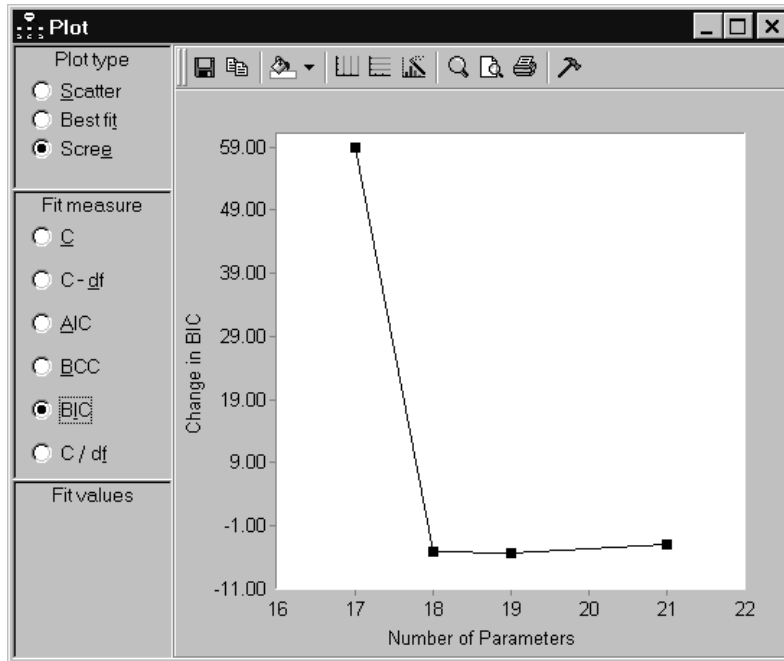 Plot
Plot type
Scatter
Best fit
Scree
Fit measure
C
C - df
AIC
BCC
BIC
C / df
Fit values
59.00
49.00
39.00
29.00
19.00
9.00
-1.00
-11.00
Change in BIC
16 17 18 19 20 21 22
Number of Parameters